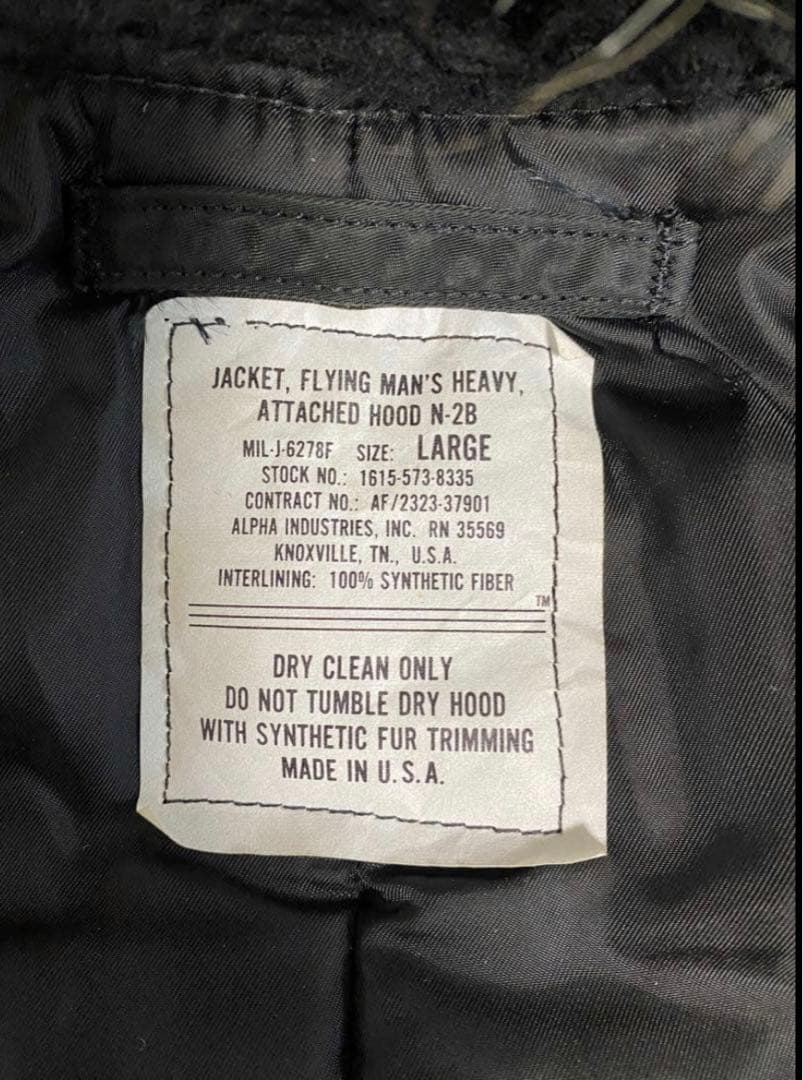 JACKET, FLYING MAN'S HEAVY,
ATTACHED HOOD N-2B
MIL-J-6278F SIZE: LARGE
STOCK NO.: 1615-573-8335
CONTRACT NO.: AF/2323-37901
ALPHA INDUSTRIES, INC. RN 35569
KNOXVILLE, TN., U.S.A.
INTERLINING: 100% SYNTHETIC FIBER
TM
DRY CLEAN ONLY
DO NOT TUMBLE DRY HOOD
WITH SYNTHETIC FUR TRIMMING
MADE IN U.S.A.